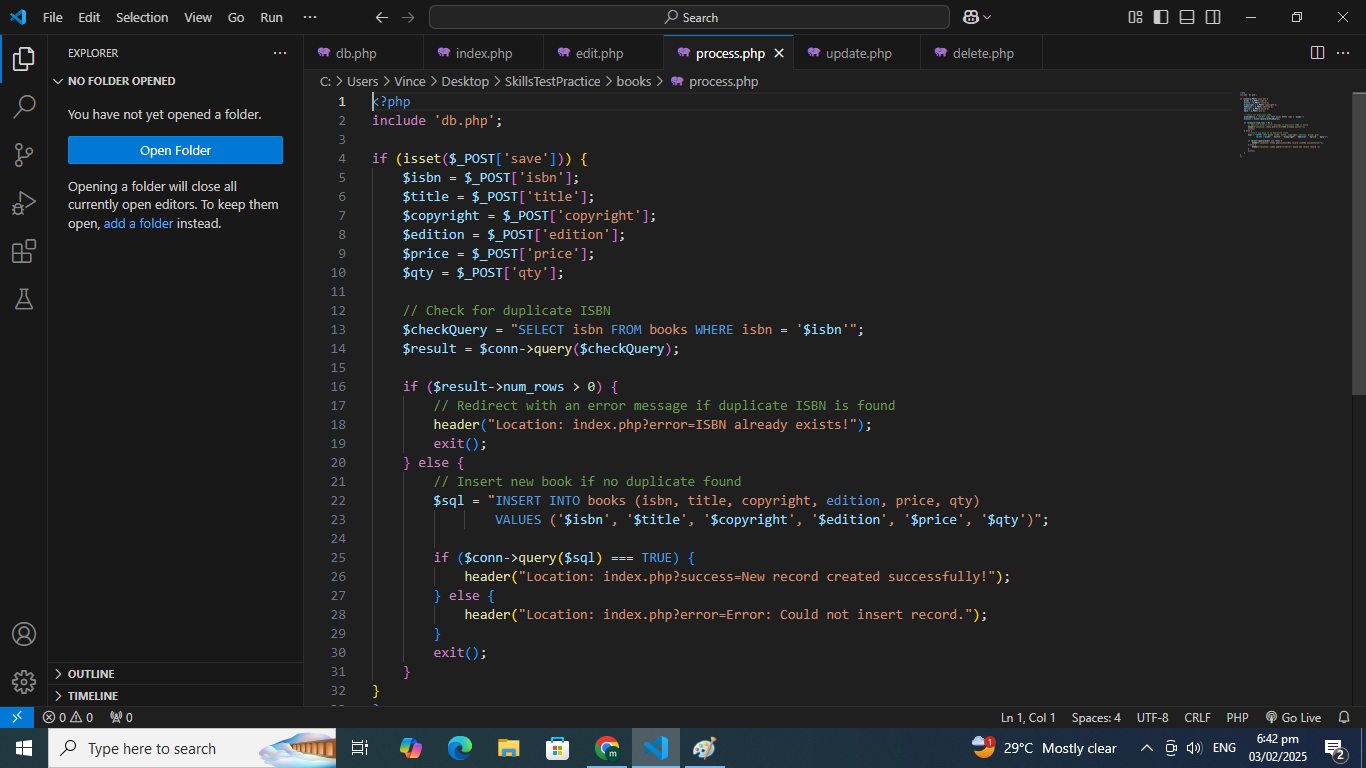 File Edit Selection View Go Run ···
Search
EXPLORER ···
NO FOLDER OPENED
You have not yet opened a folder.
Open Folder
Opening a folder will close all
currently open editors. To keep them
open, add a folder instead.
OUTLINE
TIMELINE
db.php index.php edit.php process.php update.php delete.php ···
C: > Users > Vince > Desktop > SkillsTestPractice > books > process.php
1 <?php
2 include 'db.php';
3
4 if (isset($_POST['save'])) {
5 $isbn = $_POST['isbn'];
6 $title = $_POST['title'];
7 $copyright = $_POST['copyright'];
8 $edition = $_POST['edition'];
9 $price = $_POST['price'];
10 $qty = $_POST['qty'];
11
12 // Check for duplicate ISBN
13 $checkQuery = "SELECT isbn FROM books WHERE isbn = '$isbn'";
14 $result = $conn->query($checkQuery);
15
16 if ($result->num_rows > 0) {
17 // Redirect with an error message if duplicate ISBN is found
18 header("Location: index.php?error=ISBN already exists!");
19 exit();
20 } else {
21 // Insert new book if no duplicate found
22 $sql = "INSERT INTO books (isbn, title, copyright, edition, price, qty)
23 VALUES ('$isbn', '$title', '$copyright', '$edition', '$price', '$qty')";
24
25 if ($conn->query($sql) === TRUE) {
26 header("Location: index.php?success=New record created successfully!");
27 } else {
28 header("Location: index.php?error=Error: Could not insert record.");
29 }
30 exit();
31 }
32 }
0 0 0
Ln 1, Col 1 Spaces: 4 UTF-8 CRLF PHP Go Live
Type here to search
1 29°C Mostly clear ENG
6:42 pm
03/02/2025
2